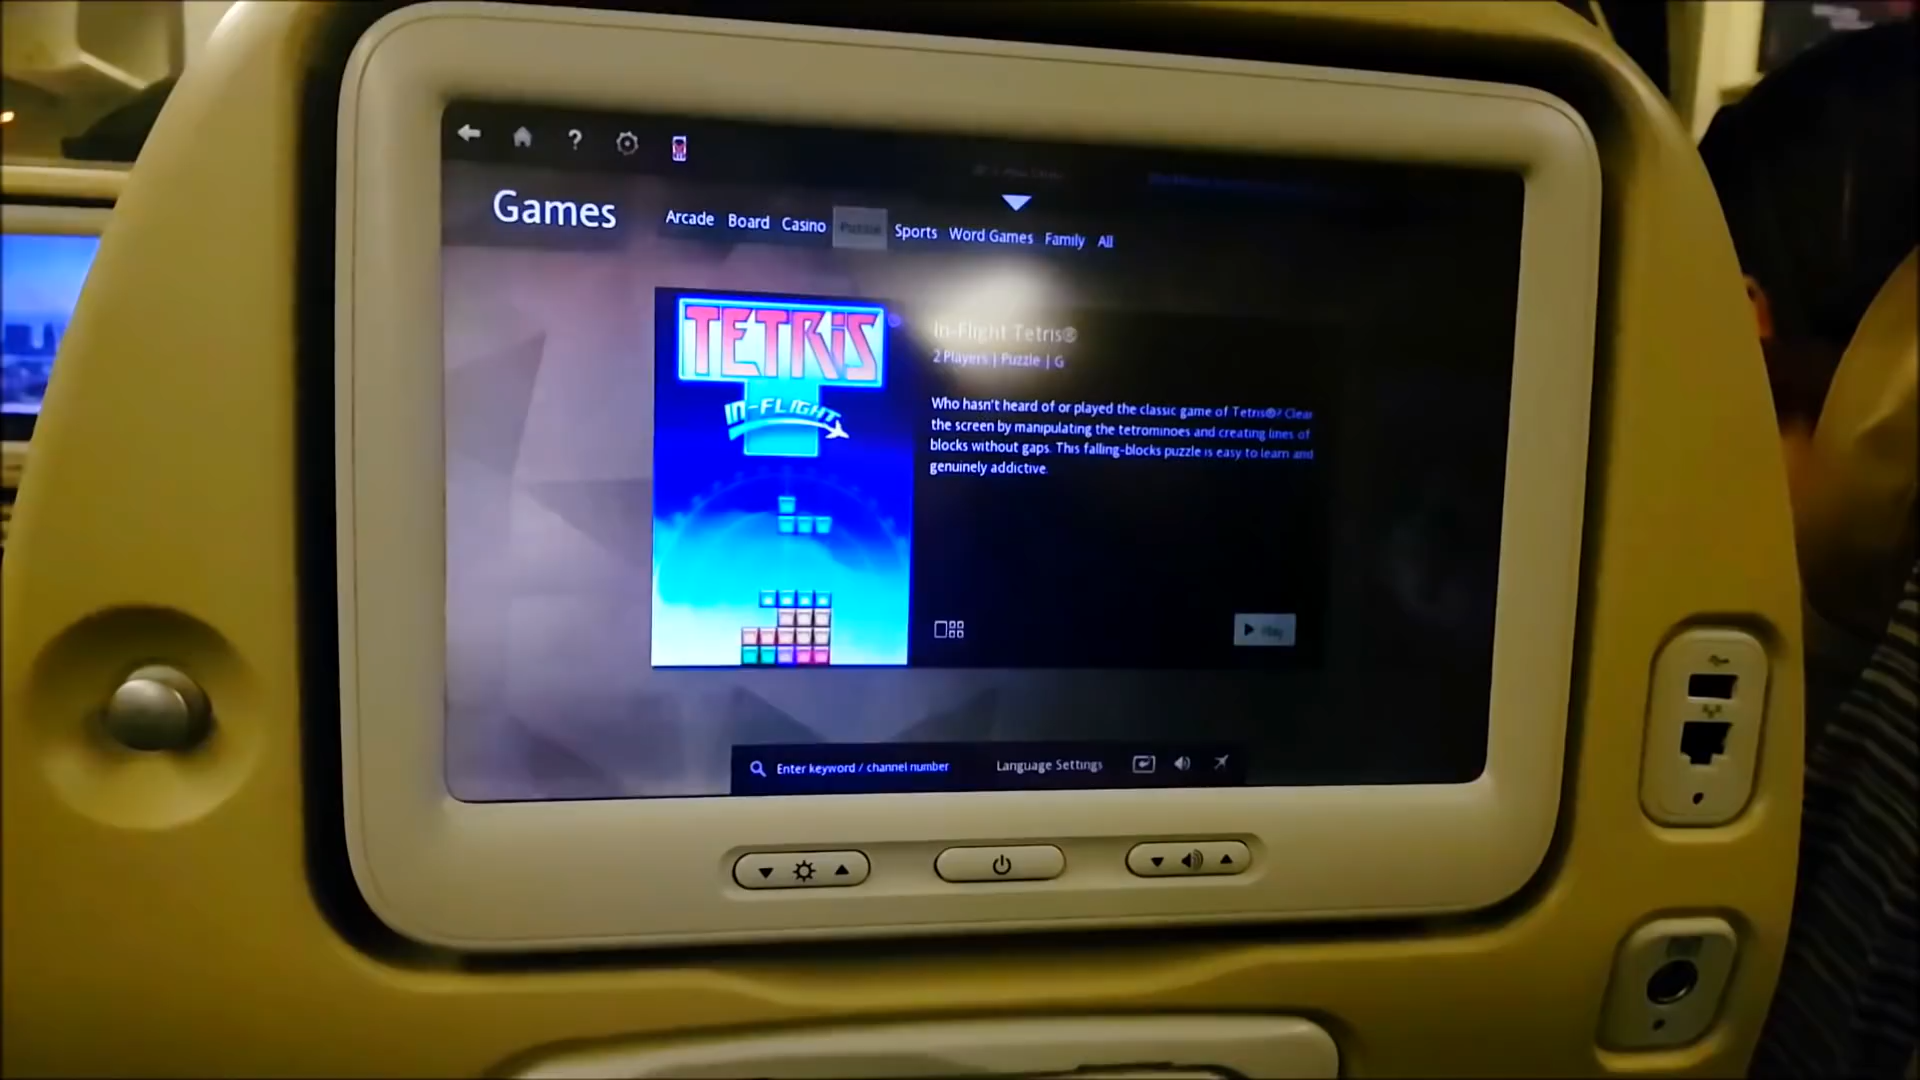 ?
Games
Arcade Board Casino Puzzle Sports Word Games Family All
TETRIS
IN-FLIGHT
In-Flight Tetris®
2 Players | Puzzle | G
Who hasn't heard of or played the classic game of Tetris®? Clear
the screen by manipulating the tetrominoes and creating lines of
blocks without gaps. This falling-blocks puzzle is easy to learn and
genuinely addictive.
Play
Enter keyword / channel number
Language Settings